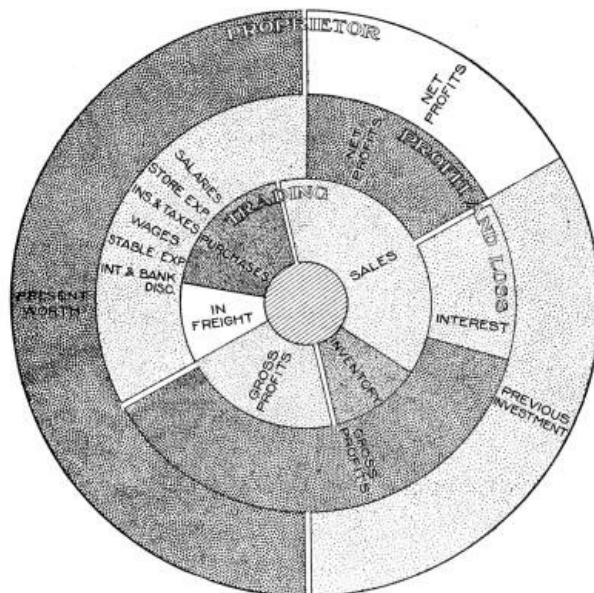 PROPRIETOR
NET
PROFITS
NET
PROFITS
PROFIT AND LOSS
SALARIES
STORE EXP.
INS. & TAXES
WAGES
STABLE EXP.
INT. & BANK
DISC.
TRADING
PURCHASES
SALES
PRESENT
WORTH
IN
FREIGHT
INTEREST
GROSS
PROFITS
INVENTORY
GROSS
PROFITS
PREVIOUS
INVESTMENT